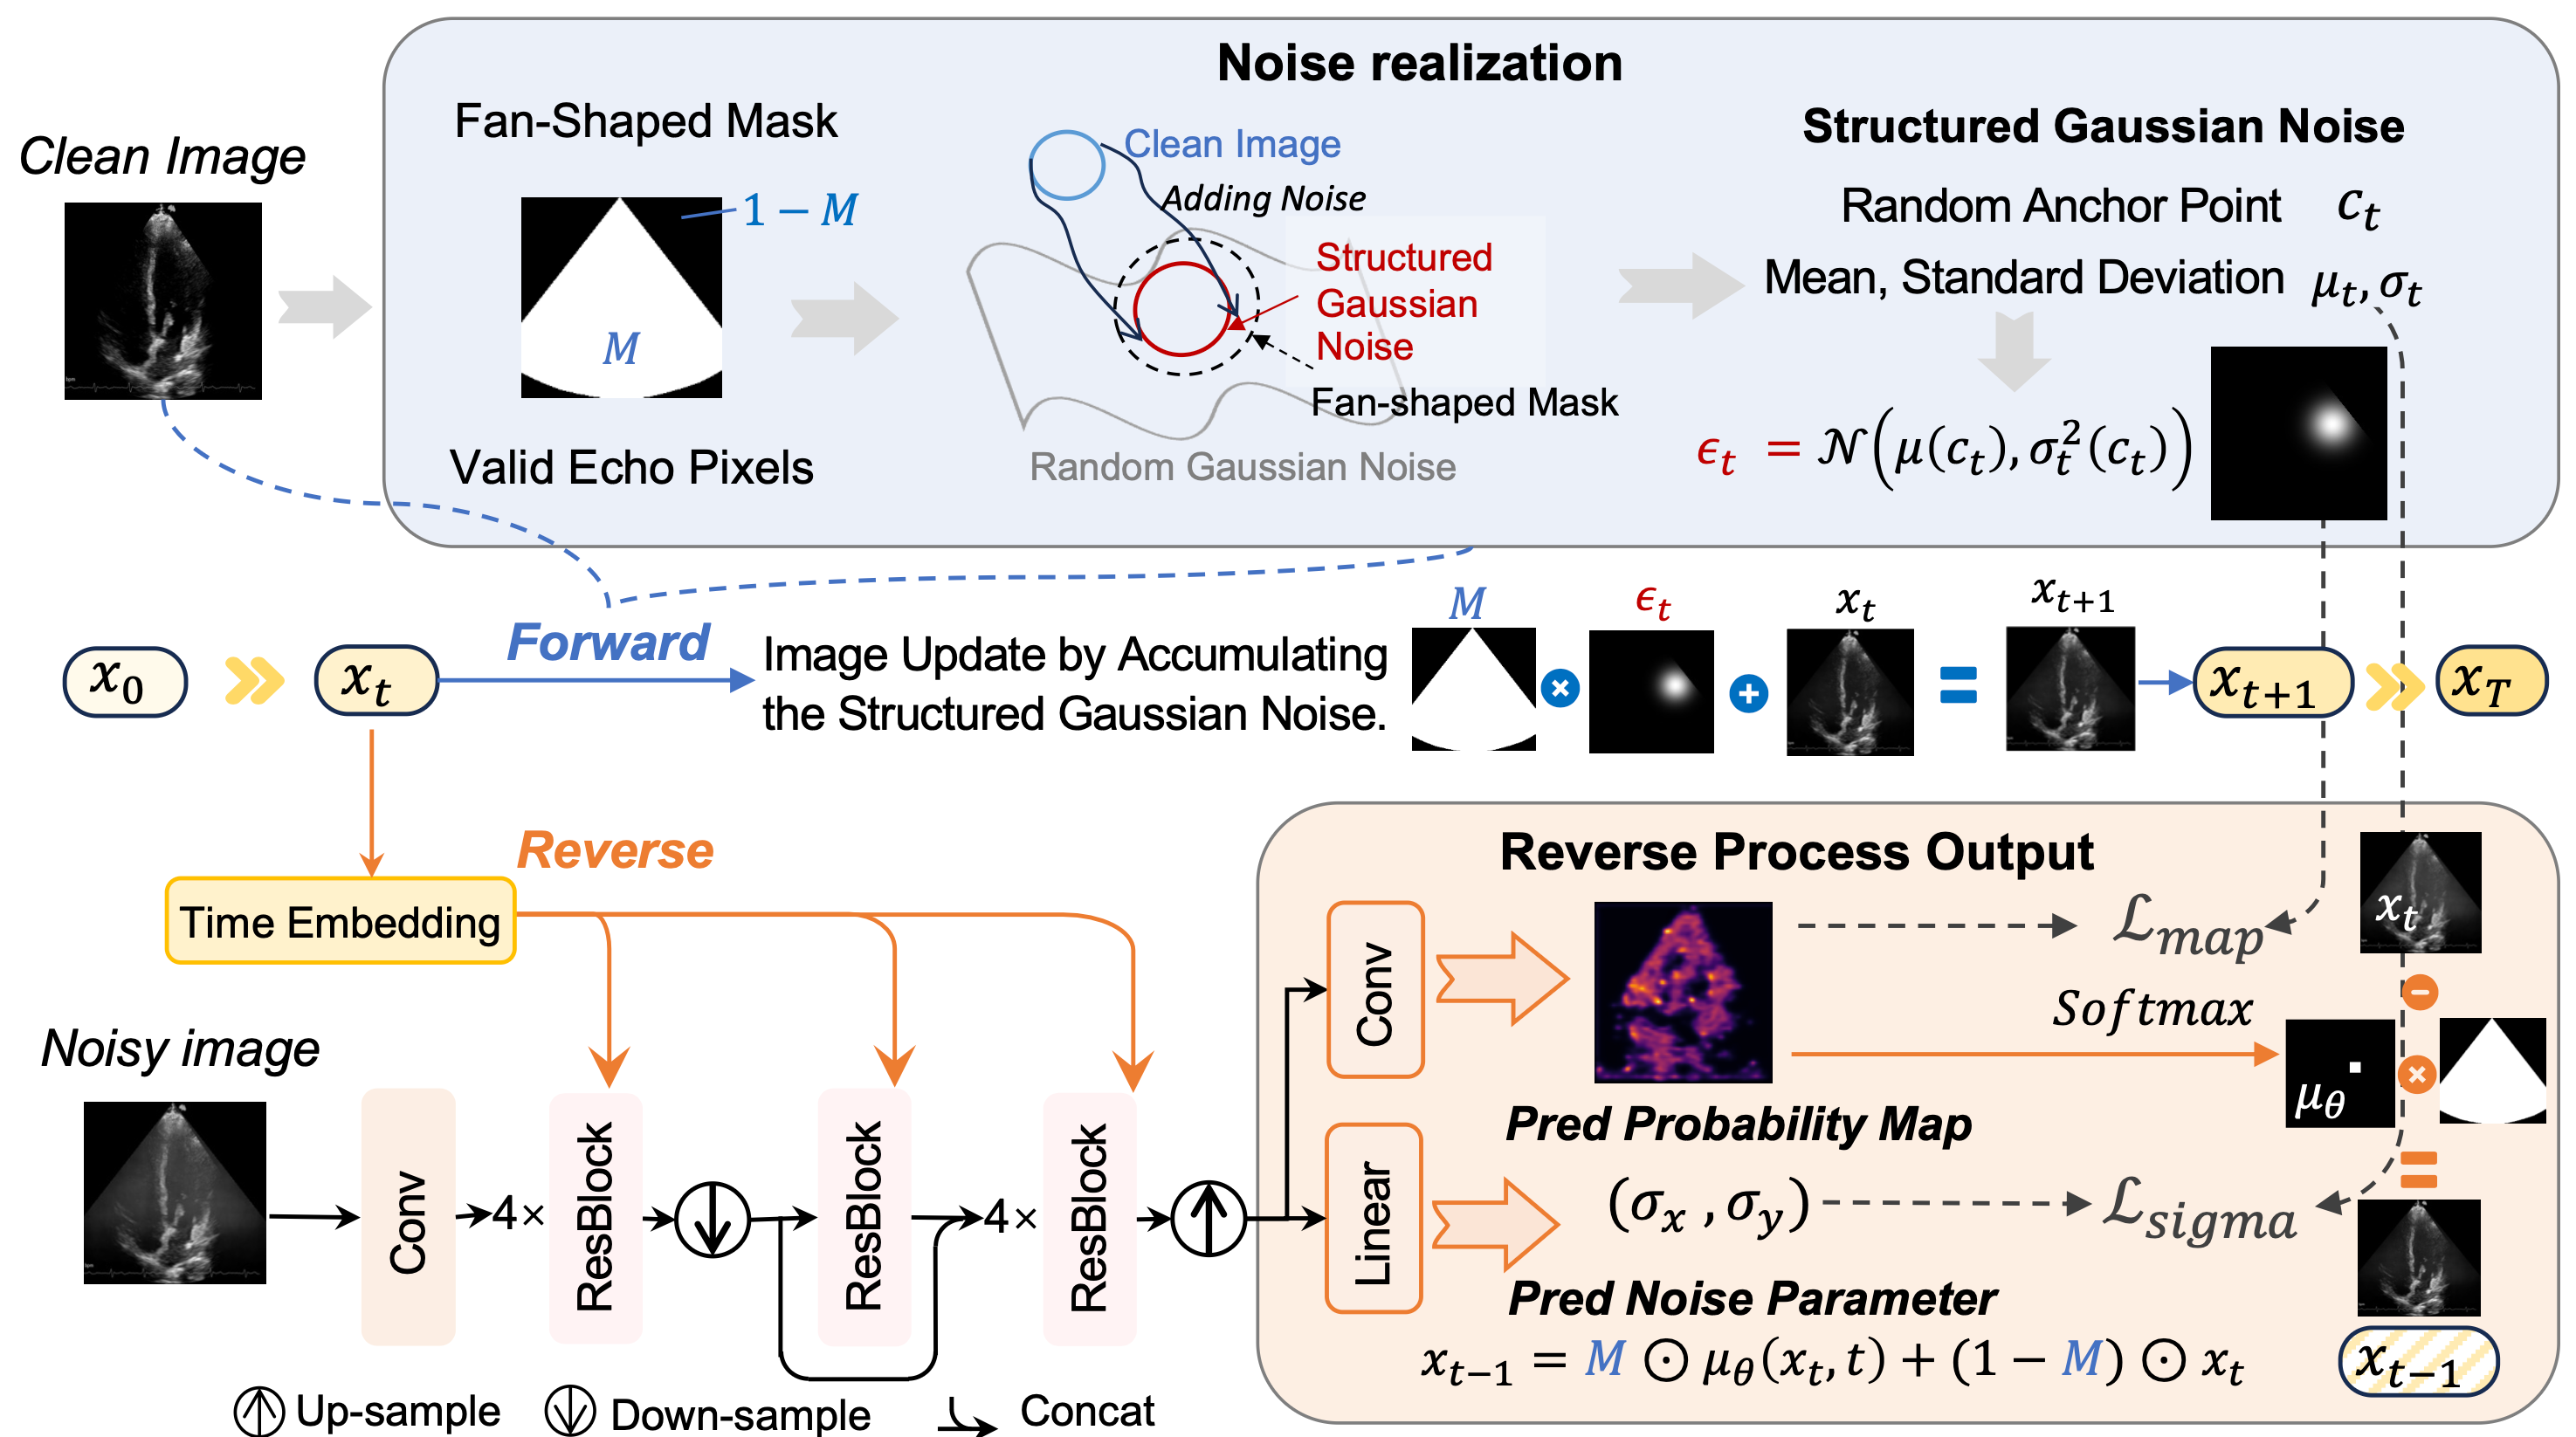 Noise realization
Clean Image
Fan-Shaped Mask
1 − M
M
Valid Echo Pixels
Clean Image
Adding Noise
Structured
Gaussian
Noise
Fan-shaped Mask
Random Gaussian Noise
Structured Gaussian Noise
Random Anchor Point c_t
Mean, Standard Deviation μ_t, σ_t
ϵ_t = 𝒩(μ(c_t), σ_t^2(c_t))
x_0
x_t
Forward
Image Update by Accumulating
the Structured Gaussian Noise.
M
ϵ_t
x_t
x_{t+1}
x_{t+1}
x_T
Reverse
Time Embedding
Noisy image
Conv
4×
ResBlock
ResBlock
4×
ResBlock
Up-sample
Down-sample
Concat
Reverse Process Output
Conv
ℒ_map
x_t
Softmax
μ_θ
Pred Probability Map
Linear
(σ_x , σ_y)
ℒ_sigma
Pred Noise Parameter
x_{t−1} = M ⊙ μ_θ(x_t, t) + (1 − M) ⊙ x_t
x_{t−1}